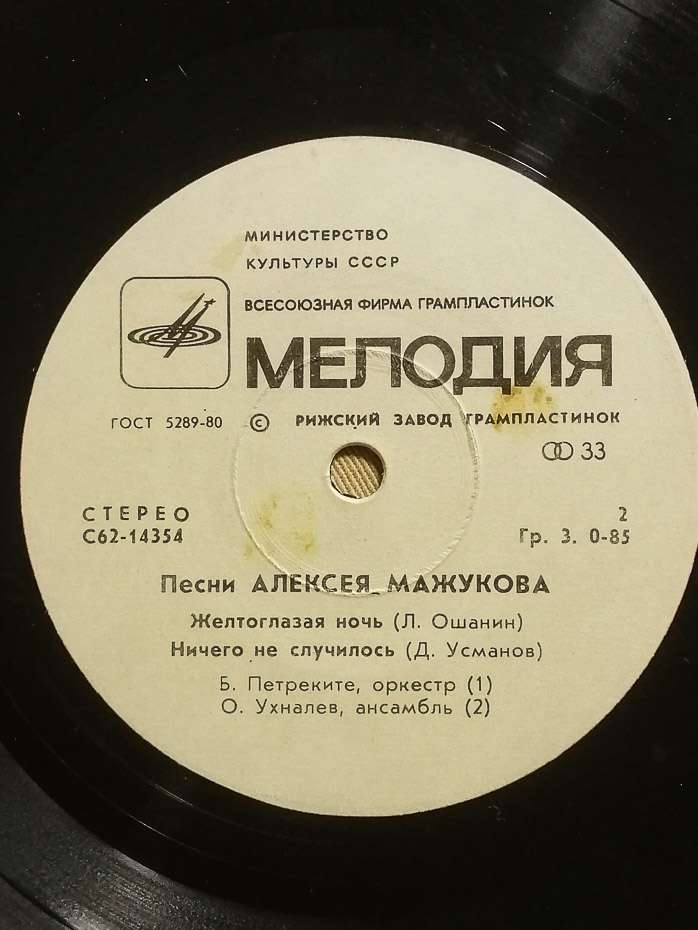 МИНИСТЕРСТВО
КУЛЬТУРЫ СССР
ВСЕСОЮЗНАЯ ФИРМА ГРАМПЛАСТИНОК
МЕЛОДИЯ
ГОСТ 5289-80 © РИЖСКИЙ ЗАВОД ГРАМПЛАСТИНОК
33
СТЕРЕО 2
С62-14354 Гр. 3. 0-85
Песни АЛЕКСЕЯ МАЖУКОВА
Желтоглазая ночь (Л. Ошанин)
Ничего не случилось (Д. Усманов)
Б. Петреките, оркестр (1)
О. Ухналев, ансамбль (2)